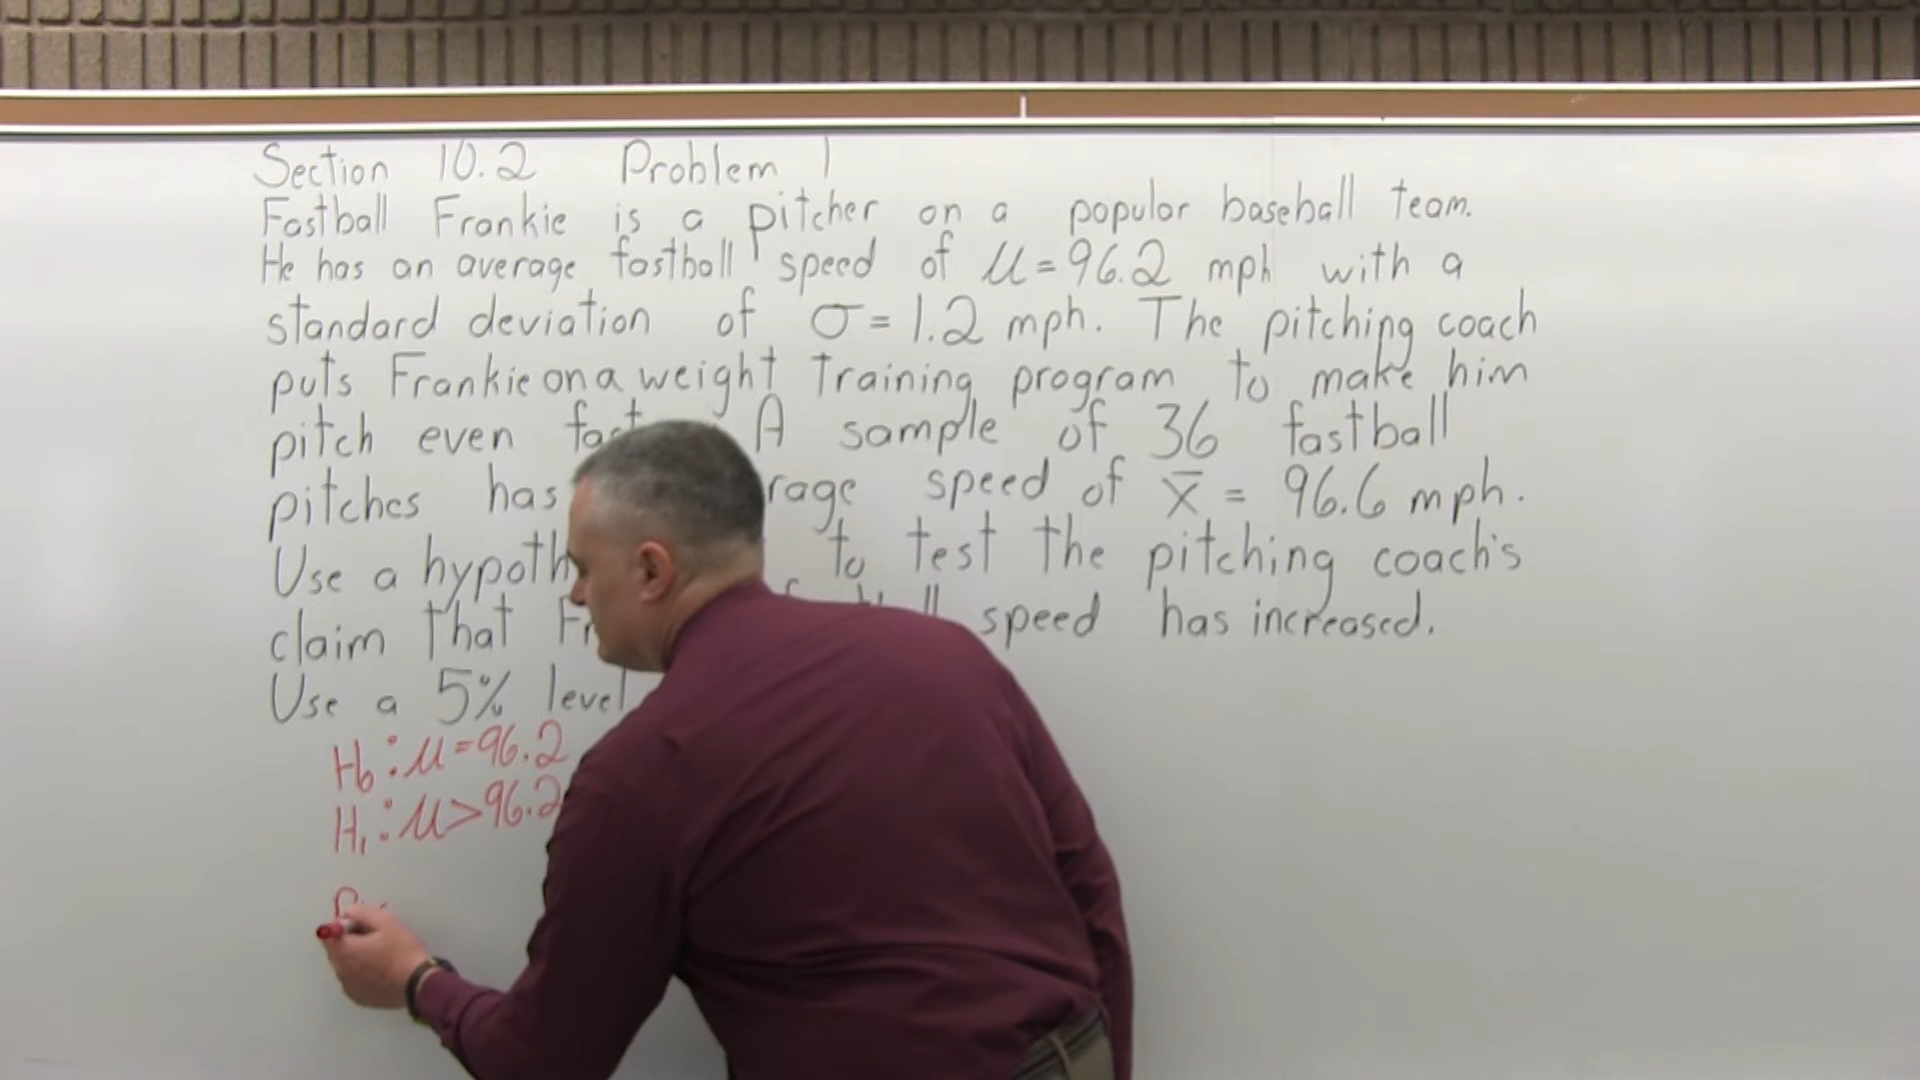 Section 10.2 Problem 1
Fastball Frankie is a pitcher on a popular baseball team.
He has an average fastball speed of μ=96.2 mph with a
standard deviation of σ=1.2 mph. The pitching coach
puts Frankie on a weight training program to make him
pitch even A sample of 36 fastball
pitches has speed of x̄ = 96.6 mph.
Use a to test the pitching coach's
claim that speed has increased.
Use a 5% level
H₀:μ=96.2
H₁:μ>96.2